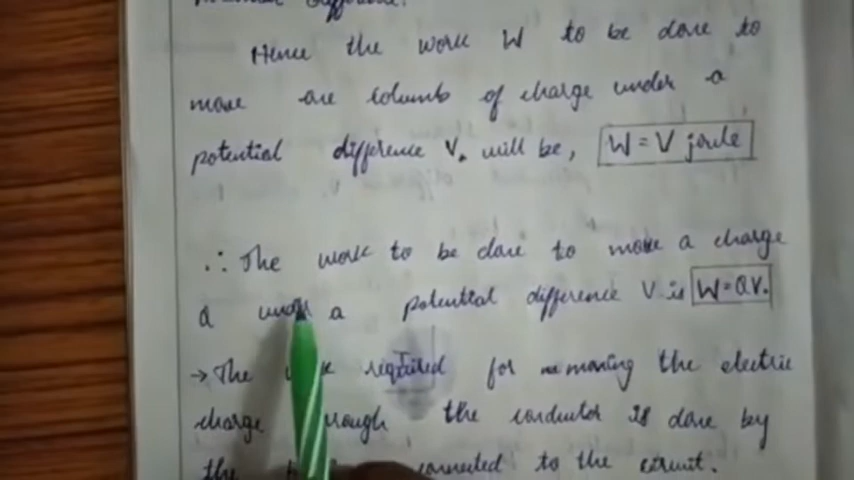 Hence the work W to be done to
move one columb of charge under a
potential difference V. will be, W = V joule
∴ The work to be done to move a charge
Q under a potential difference V is W=QV.
→ The required for moving the electric
charge the conductor is done by
the connected to the circuit.